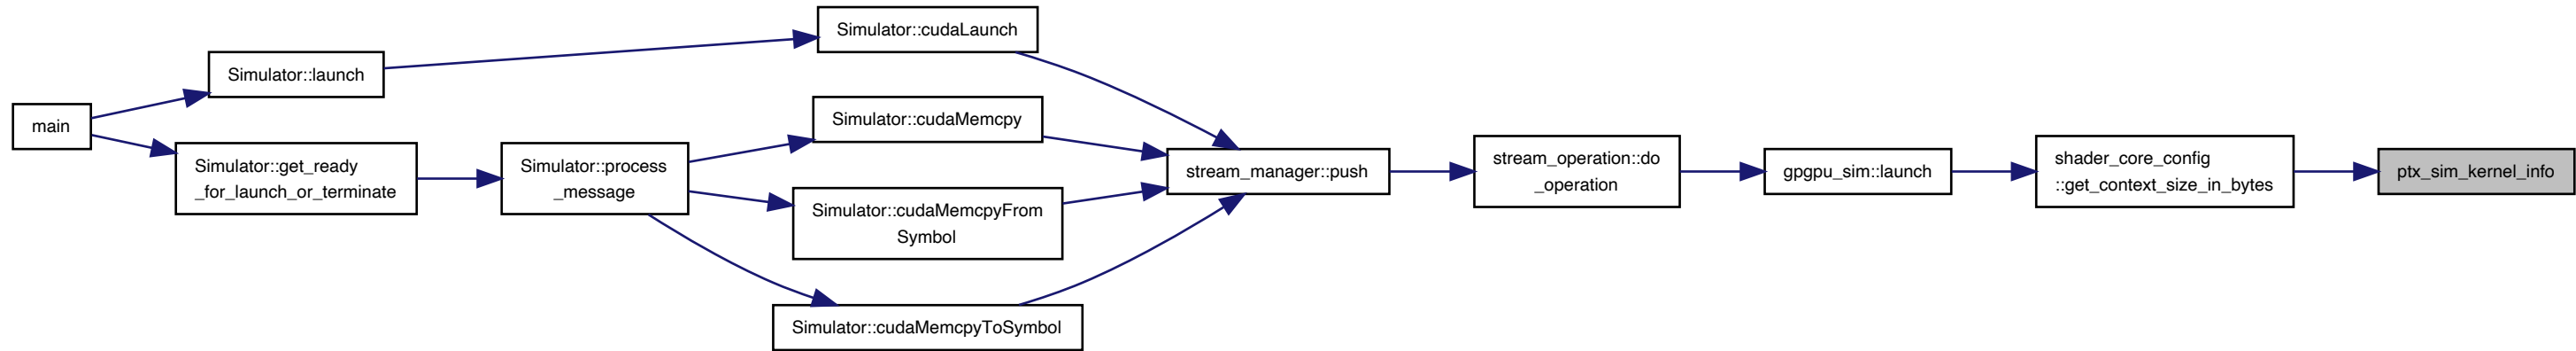 main
Simulator::launch
Simulator::get_ready
_for_launch_or_terminate
Simulator::process
_message
Simulator::cudaLaunch
Simulator::cudaMemcpy
Simulator::cudaMemcpyFrom
Symbol
Simulator::cudaMemcpyToSymbol
stream_manager::push
stream_operation::do
_operation
gpgpu_sim::launch
shader_core_config
::get_context_size_in_bytes
ptx_sim_kernel_info